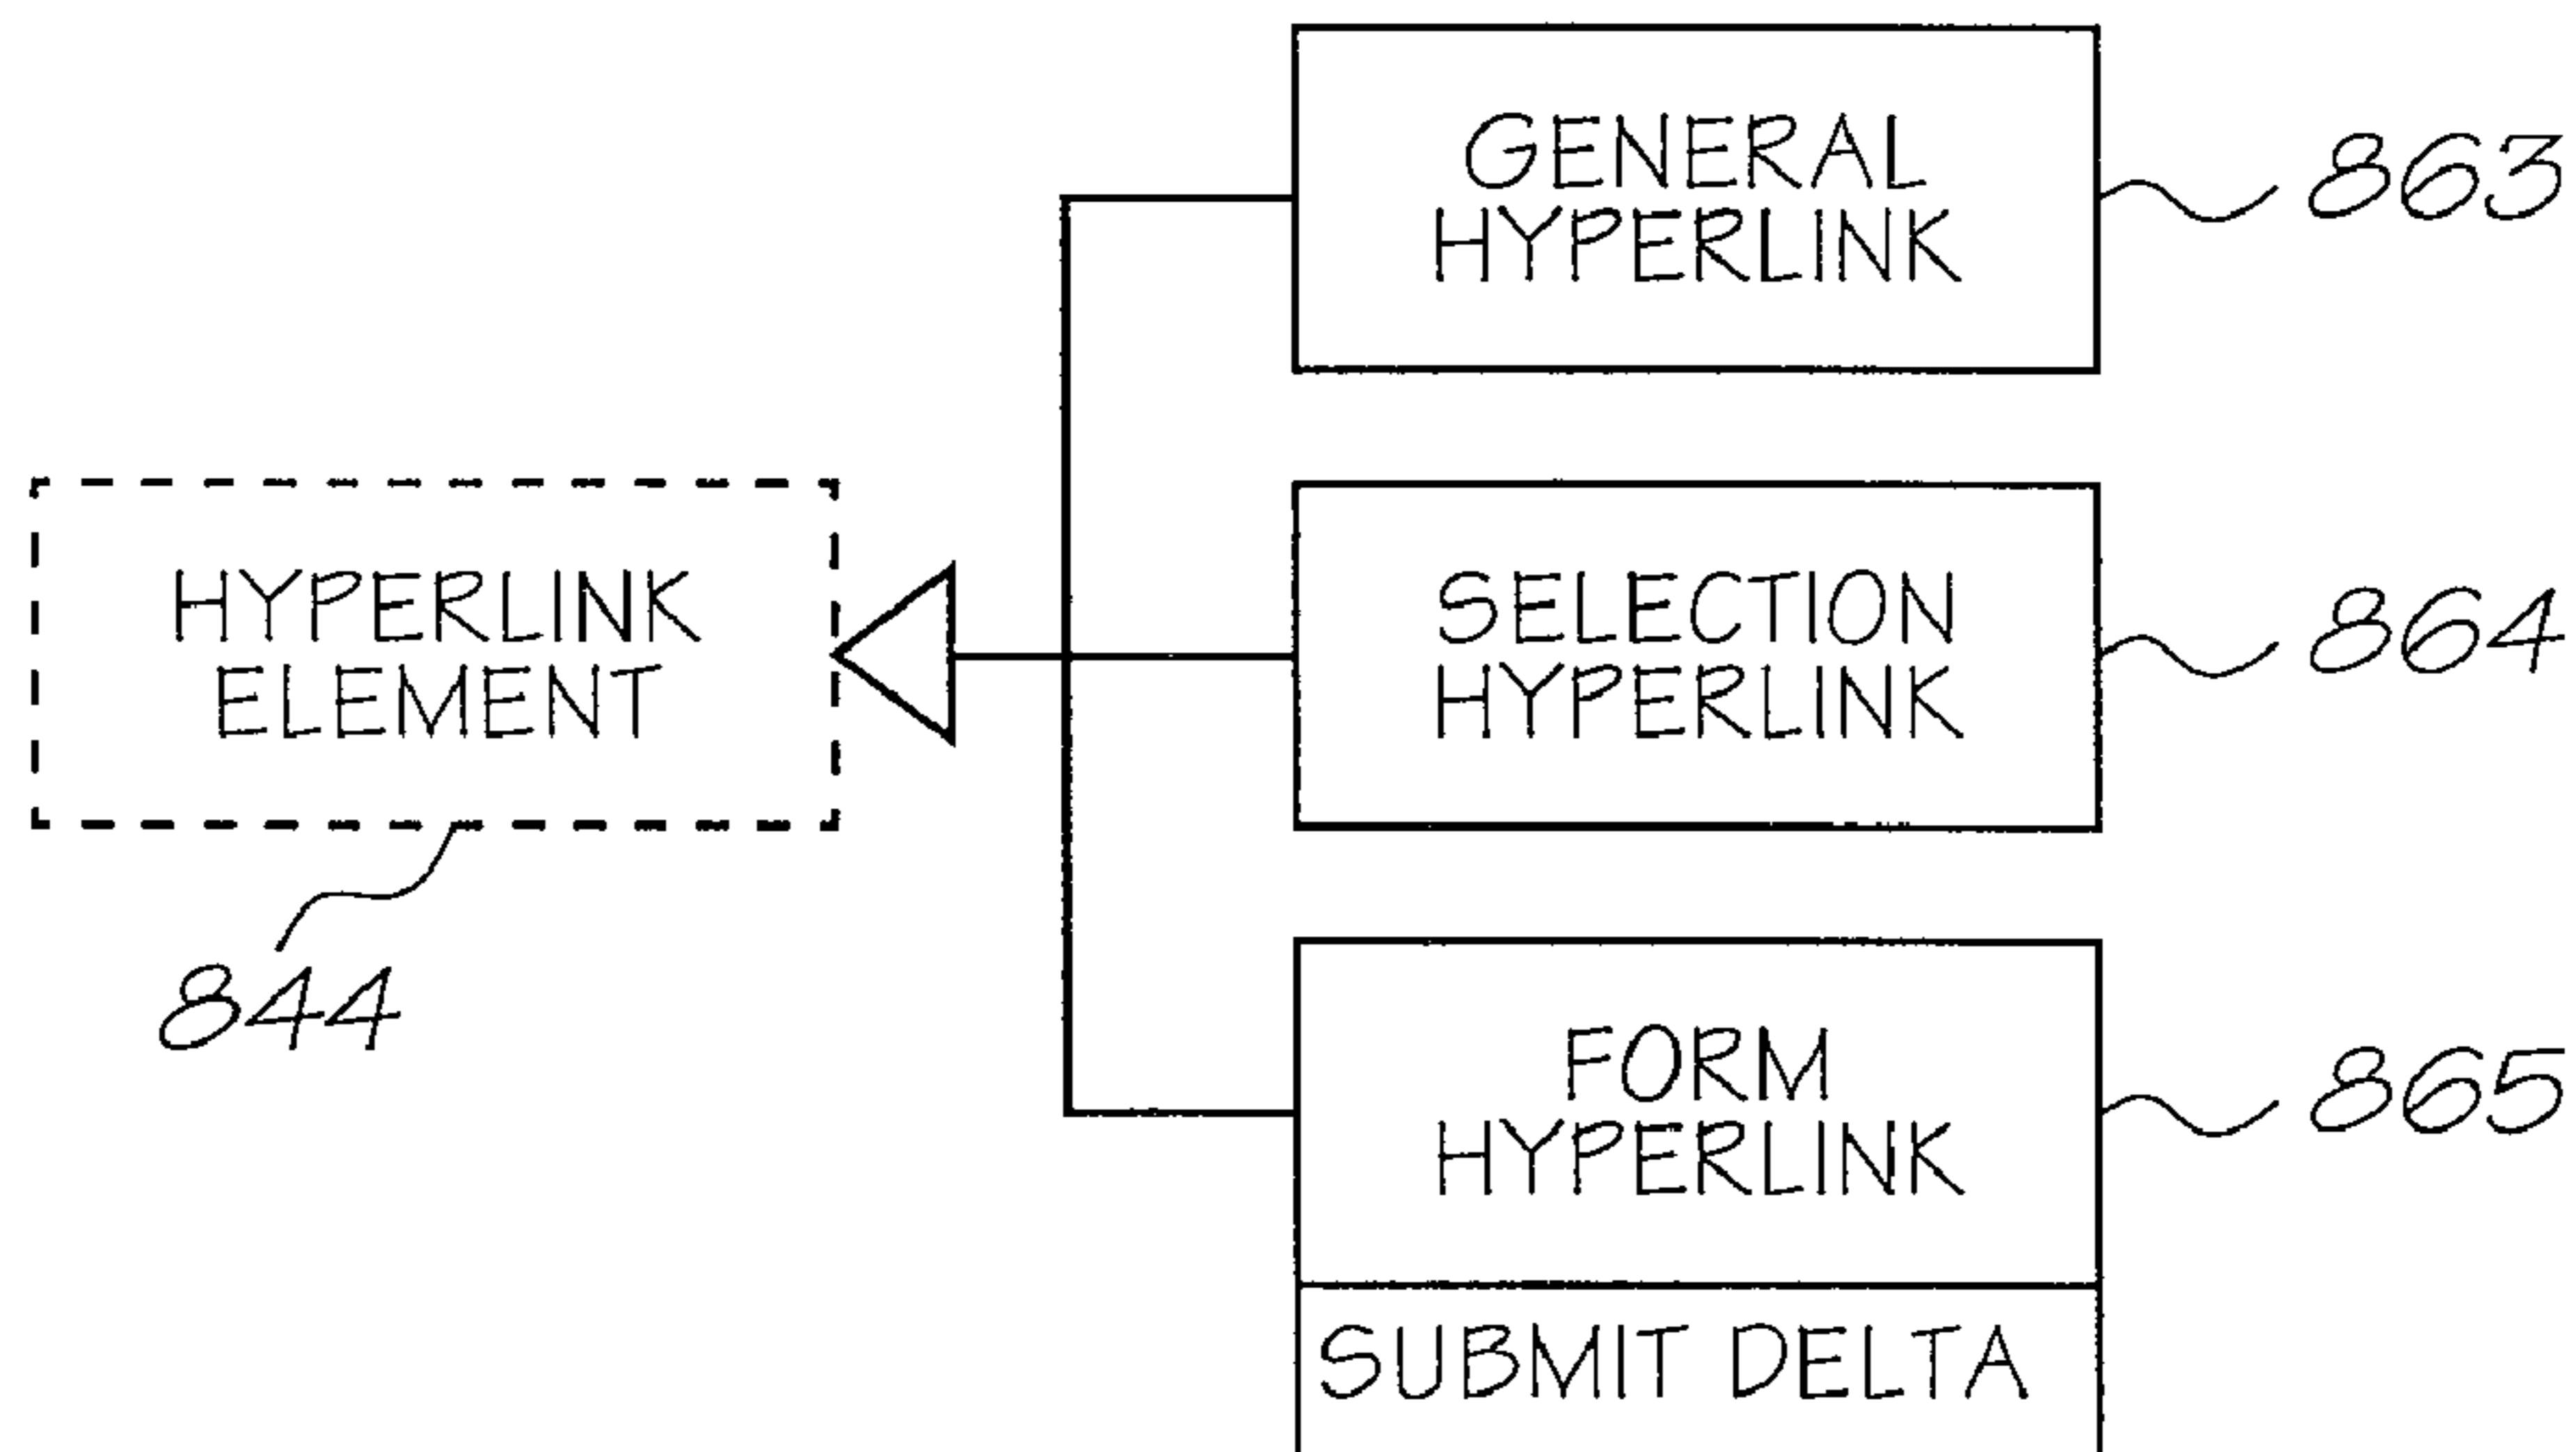 GENERAL
HYPERLINK
863
HYPERLINK
ELEMENT
844
SELECTION
HYPERLINK
864
FORM
HYPERLINK
865
SUBMIT DELTA